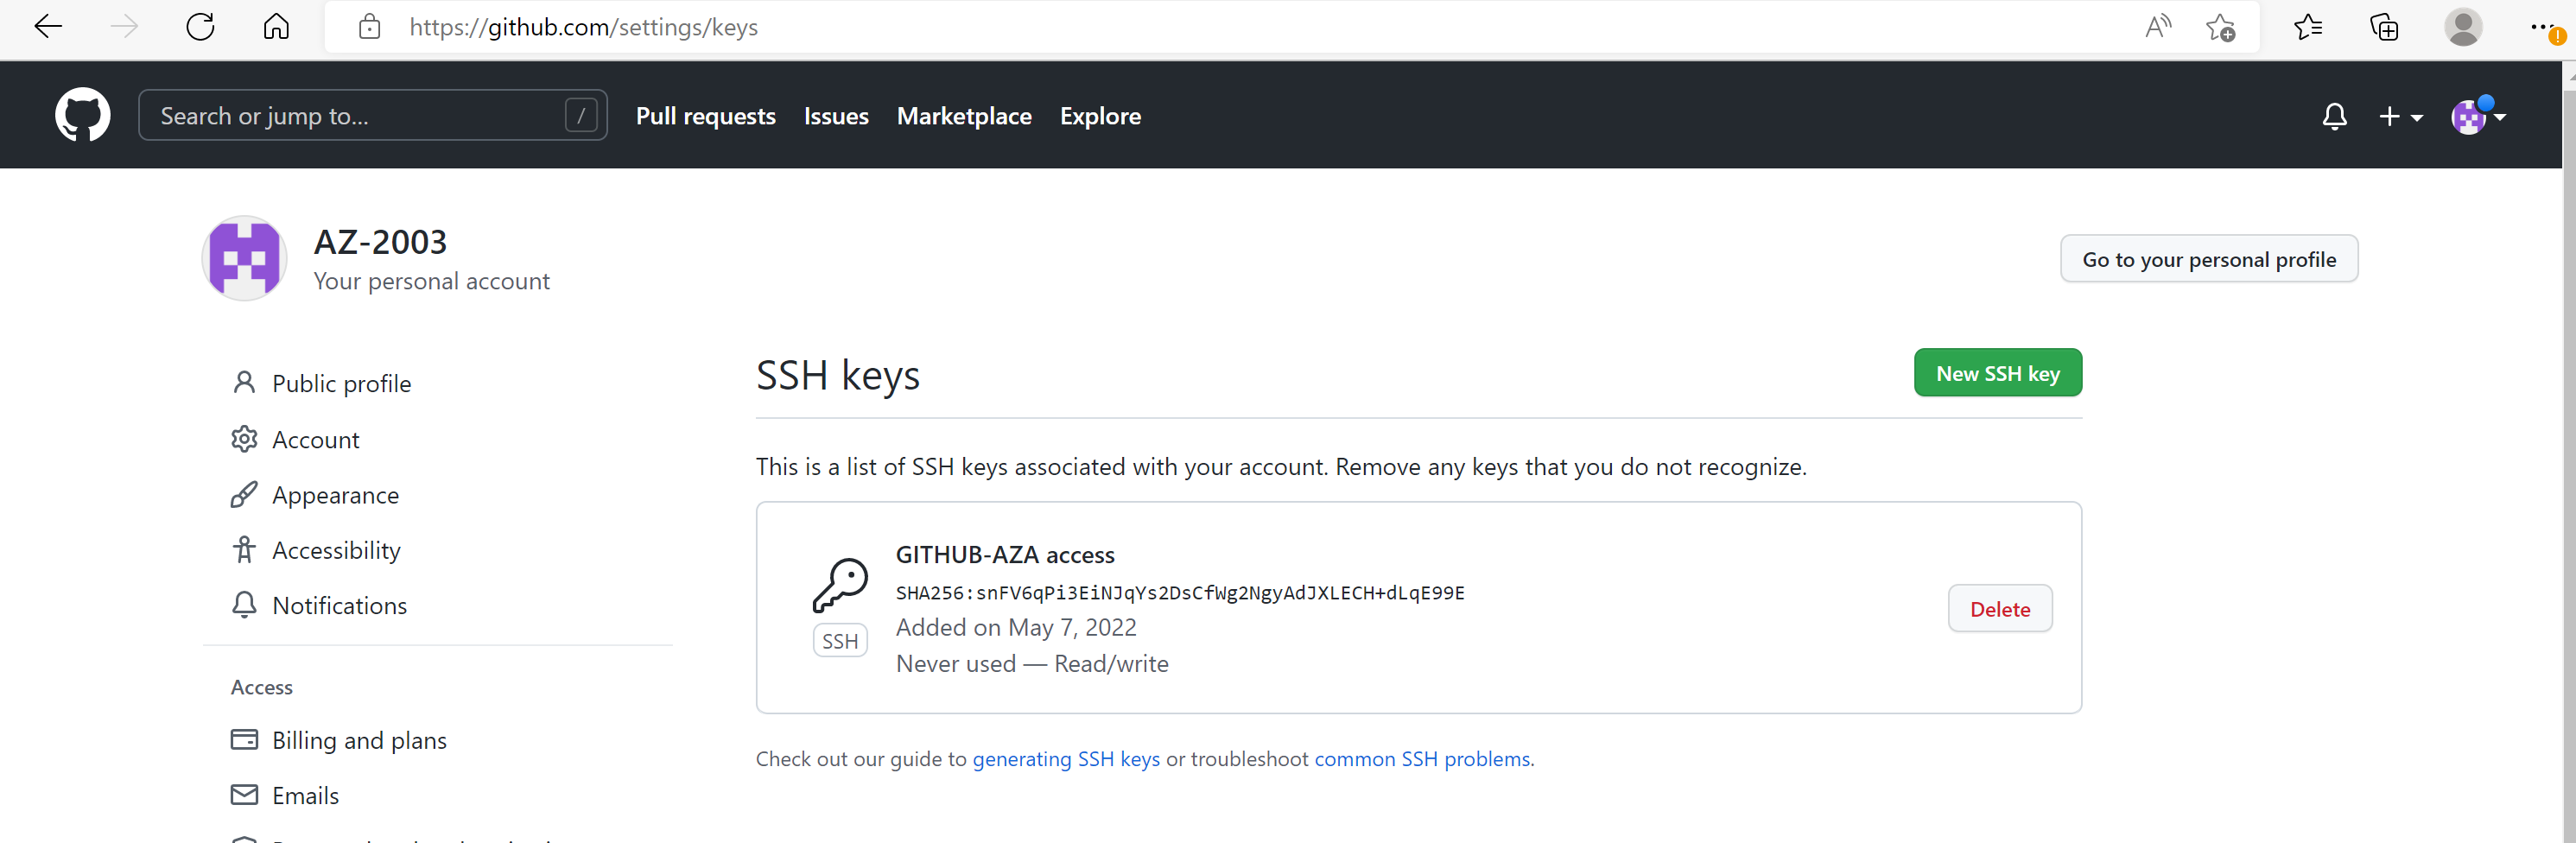 https://github.com/settings/keys
Search or jump to... /
Pull requests Issues Marketplace Explore
AZ-2003
Your personal account
Go to your personal profile
Public profile
Account
Appearance
Accessibility
Notifications
Access
Billing and plans
Emails
SSH keys
New SSH key
This is a list of SSH keys associated with your account. Remove any keys that you do not recognize.
GITHUB-AZA access
SHA256:snFV6qPi3EiNJqYs2DsCfWg2NgyAdJXLECH+dLqE99E
Added on May 7, 2022
Never used — Read/write
SSH
Delete
Check out our guide to generating SSH keys or troubleshoot common SSH problems.